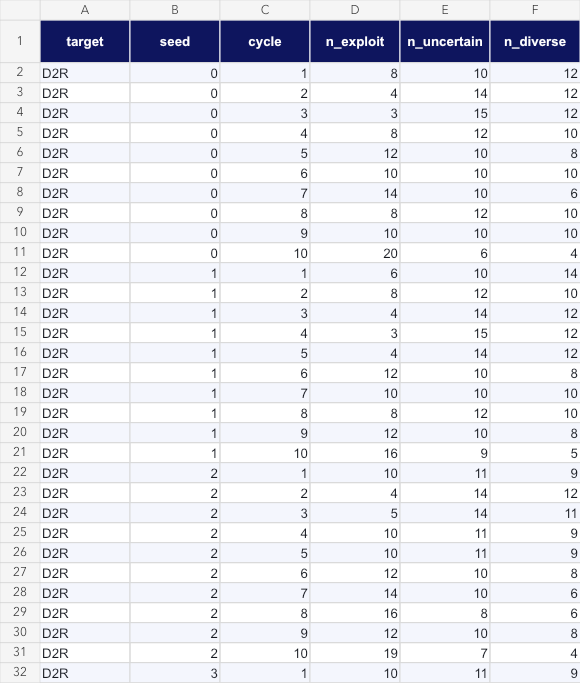 A B C D E F
1 target seed cycle n_exploit n_uncertain n_diverse
2 D2R 0 1 8 10 12
3 D2R 0 2 4 14 12
4 D2R 0 3 3 15 12
5 D2R 0 4 8 12 10
6 D2R 0 5 12 10 8
7 D2R 0 6 10 10 10
8 D2R 0 7 14 10 6
9 D2R 0 8 8 12 10
10 D2R 0 9 10 10 10
11 D2R 0 10 20 6 4
12 D2R 1 1 6 10 14
13 D2R 1 2 8 12 10
14 D2R 1 3 4 14 12
15 D2R 1 4 3 15 12
16 D2R 1 5 4 14 12
17 D2R 1 6 12 10 8
18 D2R 1 7 10 10 10
19 D2R 1 8 8 12 10
20 D2R 1 9 12 10 8
21 D2R 1 10 16 9 5
22 D2R 2 1 10 11 9
23 D2R 2 2 4 14 12
24 D2R 2 3 5 14 11
25 D2R 2 4 10 11 9
26 D2R 2 5 10 11 9
27 D2R 2 6 12 10 8
28 D2R 2 7 14 10 6
29 D2R 2 8 16 8 6
30 D2R 2 9 12 10 8
31 D2R 2 10 19 7 4
32 D2R 3 1 10 11 9